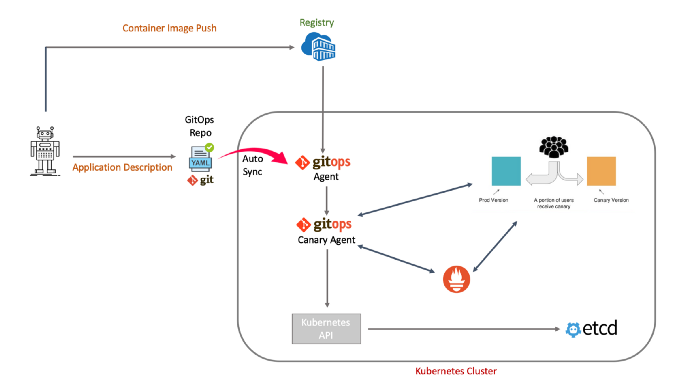 Container Image Push
Registry
GitOps
Repo
YAML
git
Application Description
Auto
Sync
gitops
Agent
gitops
Canary Agent
Prod Version
A portion of users
receive canary
Canary Version
Kubernetes
API
etcd
Kubernetes Cluster